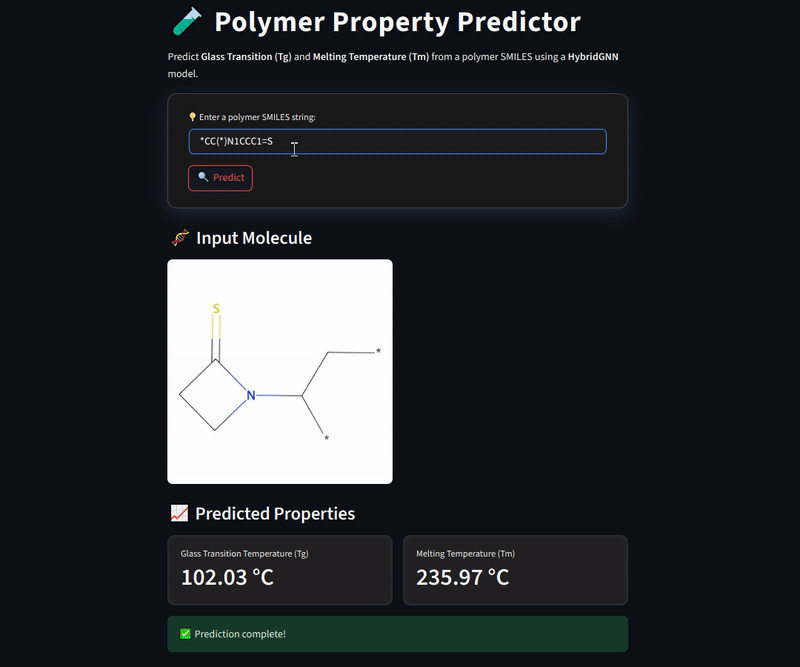 Polymer Property Predictor
Predict Glass Transition (Tg) and Melting Temperature (Tm) from a polymer SMILES using a HybridGNN
model.
Enter a polymer SMILES string:
*CC(*)N1CCC1=S
Predict
Input Molecule
S
*
N
*
Predicted Properties
Glass Transition Temperature (Tg)
102.03 °C
Melting Temperature (Tm)
235.97 °C
Prediction complete!